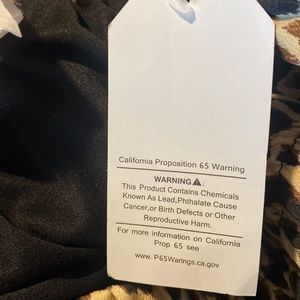 California Proposition 65 Warning
WARNING⚠:
This Product Contains Chemicals
Known As Lead,Phthalate Cause
Cancer,or Birth Defects or Other
Reproductive Harm.
For more information on California
Prop 65 see
www.P65Warings.ca.gov